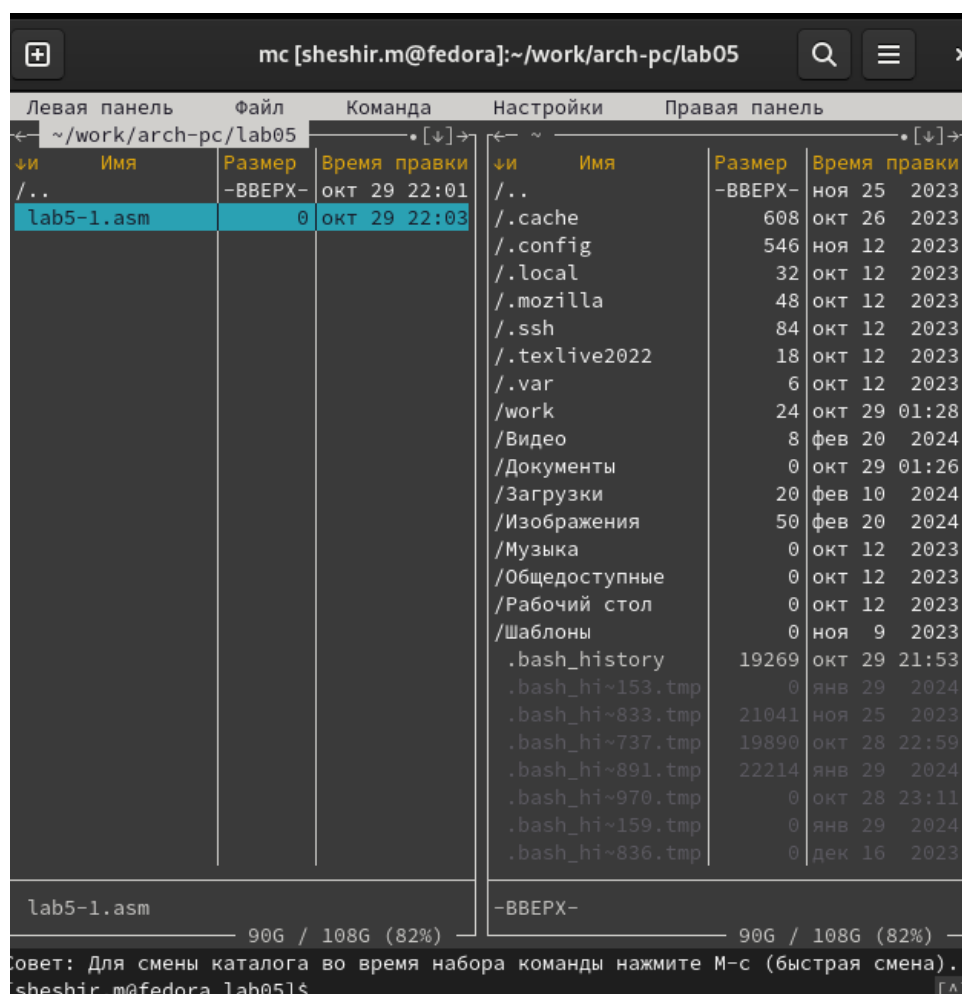 mc [sheshir.m@fedora]:~/work/arch-pc/lab05
Левая панель Файл Команда Настройки Правая панель
~/work/arch-pc/lab05 •[↓]→
↓и Имя Размер Время правки
/.. -ВВЕРХ- окт 29 22:01
lab5-1.asm 0 окт 29 22:03
lab5-1.asm
90G / 108G (82%)
←─ ~ •[↓]→
↓и Имя Размер Время правки
/.. -ВВЕРХ- ноя 25 2023
/.cache 608 окт 26 2023
/.config 546 ноя 12 2023
/.local 32 окт 12 2023
/.mozilla 48 окт 12 2023
/.ssh 84 окт 12 2023
/.texlive2022 18 окт 12 2023
/.var 6 окт 12 2023
/work 24 окт 29 01:28
/Видео 8 фев 20 2024
/Документы 0 окт 29 01:26
/Загрузки 20 фев 10 2024
/Изображения 50 фев 20 2024
/Музыка 0 окт 12 2023
/Общедоступные 0 окт 12 2023
/Рабочий стол 0 окт 12 2023
/Шаблоны 0 ноя 9 2023
.bash_history 19269 окт 29 21:53
.bash_hi~153.tmp 0 янв 29 2024
.bash_hi~833.tmp 21041 ноя 25 2023
.bash_hi~737.tmp 19890 окт 28 22:59
.bash_hi~891.tmp 22214 янв 29 2024
.bash_hi~970.tmp 0 окт 28 23:11
.bash_hi~159.tmp 0 янв 29 2024
.bash_hi~836.tmp 0 дек 16 2023
-ВВЕРХ-
90G / 108G (82%)
Совет: Для смены каталога во время набора команды нажмите M-c (быстрая смена).
[sheshir.m@fedora lab05]$ [^